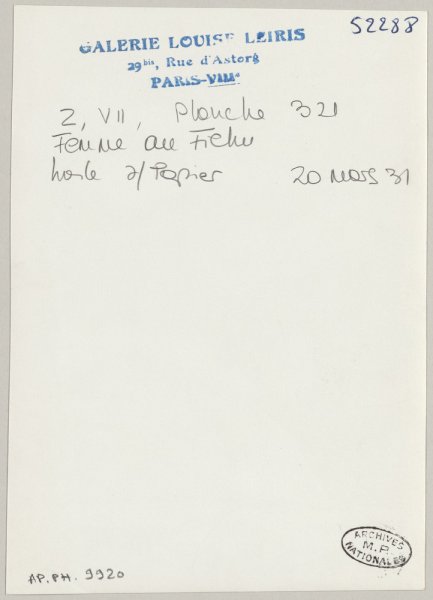 52288
GALERIE LOUISE LEIRIS
29bis, Rue d'Astorg
PARIS-VIIIe
Z, VII, Planche 321
Femme au Fichu
huile s/ Papier 20 mars 31
ARCHIVES
M.P.
NATIONALES
AP.PH. 9920